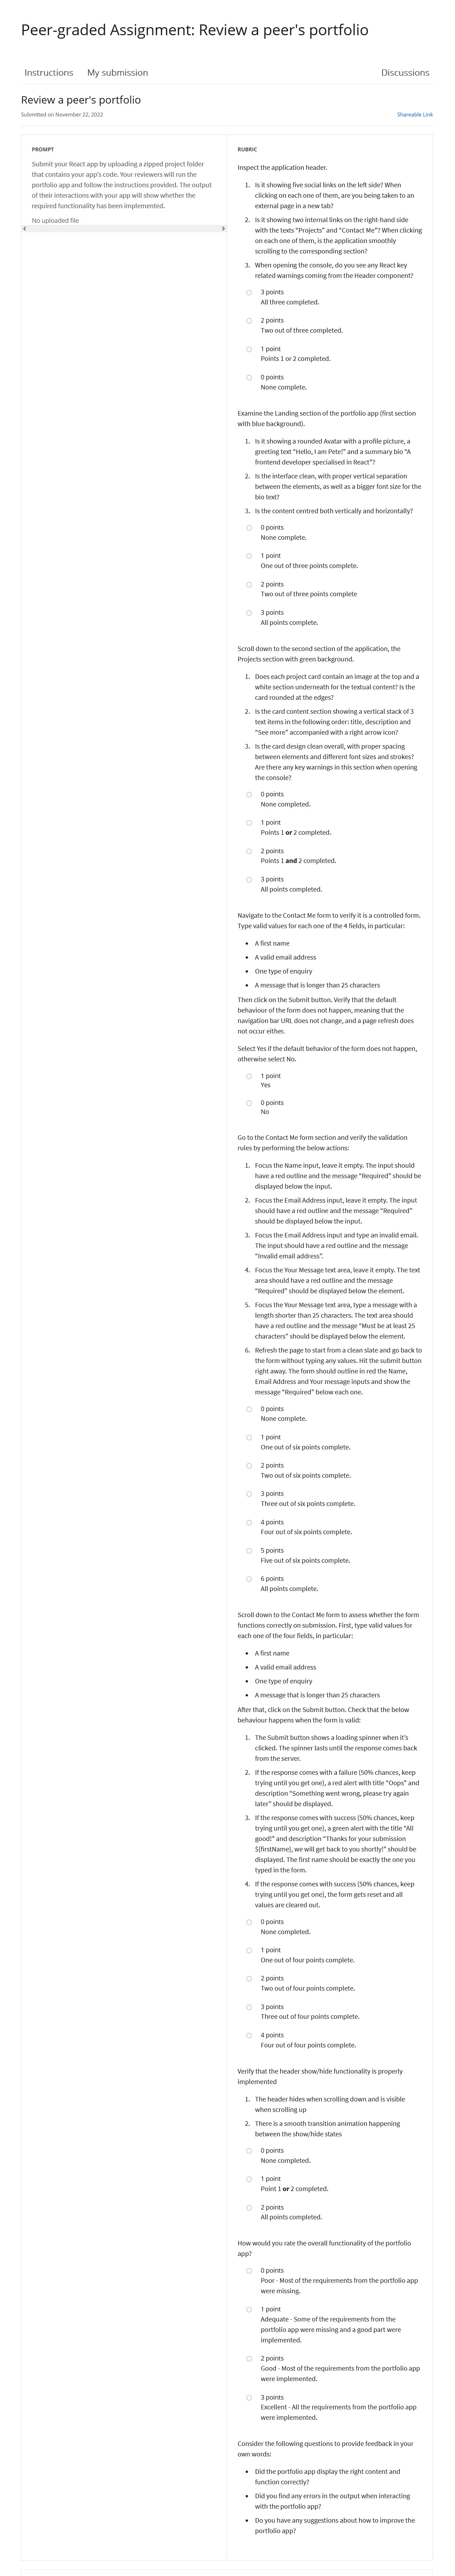 Peer-graded Assignment: Review a peer's portfolio
Instructions
My submission
Discussions
Review a peer's portfolio
Submitted on November 22, 2022
Shareable Link
PROMPT
Submit your React app by uploading a zipped project folder
that contains your app's code. Your reviewers will run the
portfolio app and follow the instructions provided. The output
of their interactions with your app will show whether the
required functionality has been implemented.
No uploaded file
RUBRIC
Inspect the application header.
1. Is it showing five social links on the left side? When
clicking on each one of them, are you being taken to an
external page in a new tab?
2. Is it showing two internal links on the right-hand side
with the texts “Projects” and “Contact Me”? When clicking
on each one of them, is the application smoothly
scrolling to the corresponding section?
3. When opening the console, do you see any React key
related warnings coming from the Header component?
3 points
All three completed.
2 points
Two out of three completed.
1 point
Points 1 or 2 completed.
0 points
None complete.
Examine the Landing section of the portfolio app (first section
with blue background).
1. Is it showing a rounded Avatar with a profile picture, a
greeting text “Hello, I am Pete!” and a summary bio “A
frontend developer specialised in React”?
2. Is the interface clean, with proper vertical separation
between the elements, as well as a bigger font size for the
bio text?
3. Is the content centred both vertically and horizontally?
0 points
None complete.
1 point
One out of three points complete.
2 points
Two out of three points complete
3 points
All points complete.
Scroll down to the second section of the application, the
Projects section with green background.
1. Does each project card contain an image at the top and a
white section underneath for the textual content? Is the
card rounded at the edges?
2. Is the card content section showing a vertical stack of 3
text items in the following order: title, description and
“See more” accompanied with a right arrow icon?
3. Is the card design clean overall, with proper spacing
between elements and different font sizes and strokes?
Are there any key warnings in this section when opening
the console?
0 points
None completed.
1 point
Points 1 or 2 completed.
2 points
Points 1 and 2 completed.
3 points
All points completed.
Navigate to the Contact Me form to verify it is a controlled form.
Type valid values for each one of the 4 fields, in particular:
• A first name
• A valid email address
• One type of enquiry
• A message that is longer than 25 characters
Then click on the Submit button. Verify that the default
behaviour of the form does not happen, meaning that the
navigation bar URL does not change, and a page refresh does
not occur either.
Select Yes if the default behavior of the form does not happen,
otherwise select No.
1 point
Yes
0 points
No
Go to the Contact Me form section and verify the validation
rules by performing the below actions:
1. Focus the Name input, leave it empty. The input should
have a red outline and the message “Required” should be
displayed below the input.
2. Focus the Email Address input, leave it empty. The input
should have a red outline and the message “Required”
should be displayed below the input.
3. Focus the Email Address input and type an invalid email.
The input should have a red outline and the message
“Invalid email address”.
4. Focus the Your Message text area, leave it empty. The text
area should have a red outline and the message
“Required” should be displayed below the element.
5. Focus the Your Message text area, type a message with a
length shorter than 25 characters. The text area should
have a red outline and the message “Must be at least 25
characters” should be displayed below the element.
6. Refresh the page to start from a clean slate and go back to
the form without typing any values. Hit the submit button
right away. The form should outline in red the Name,
Email Address and Your message inputs and show the
message “Required” below each one.
0 points
None complete.
1 point
One out of six points complete.
2 points
Two out of six points complete.
3 points
Three out of six points complete.
4 points
Four out of six points complete.
5 points
Five out of six points complete.
6 points
All points complete.
Scroll down to the Contact Me form to assess whether the form
functions correctly on submission. First, type valid values for
each one of the four fields, in particular:
• A first name
• A valid email address
• One type of enquiry
• A message that is longer than 25 characters
After that, click on the Submit button. Check that the below
behaviour happens when the form is valid:
1. The Submit button shows a loading spinner when it’s
clicked. The spinner lasts until the response comes back
from the server.
2. If the response comes with a failure (50% chances, keep
trying until you get one), a red alert with title “Oops” and
description “Something went wrong, please try again
later” should be displayed.
3. If the response comes with success (50% chances, keep
trying until you get one), a green alert with the title “All
good!” and description “Thanks for your submission
${firstName}, we will get back to you shortly!” should be
displayed. The first name should be exactly the one you
typed in the form.
4. If the response comes with success (50% chances, keep
trying until you get one), the form gets reset and all
values are cleared out.
0 points
None completed.
1 point
One out of four points complete.
2 points
Two out of four points complete.
3 points
Three out of four points complete.
4 points
Four out of four points complete.
Verify that the header show/hide functionality is properly
implemented
1. The header hides when scrolling down and is visible
when scrolling up
2. There is a smooth transition animation happening
between the show/hide states
0 points
None completed.
1 point
Point 1 or 2 completed.
2 points
All points completed.
How would you rate the overall functionality of the portfolio
app?
0 points
Poor - Most of the requirements from the portfolio app
were missing.
1 point
Adequate - Some of the requirements from the
portfolio app were missing and a good part were
implemented.
2 points
Good - Most of the requirements from the portfolio app
were implemented.
3 points
Excellent - All the requirements from the portfolio app
were implemented.
Consider the following questions to provide feedback in your
own words:
• Did the portfolio app display the right content and
function correctly?
• Did you find any errors in the output when interacting
with the portfolio app?
• Do you have any suggestions about how to improve the
portfolio app?